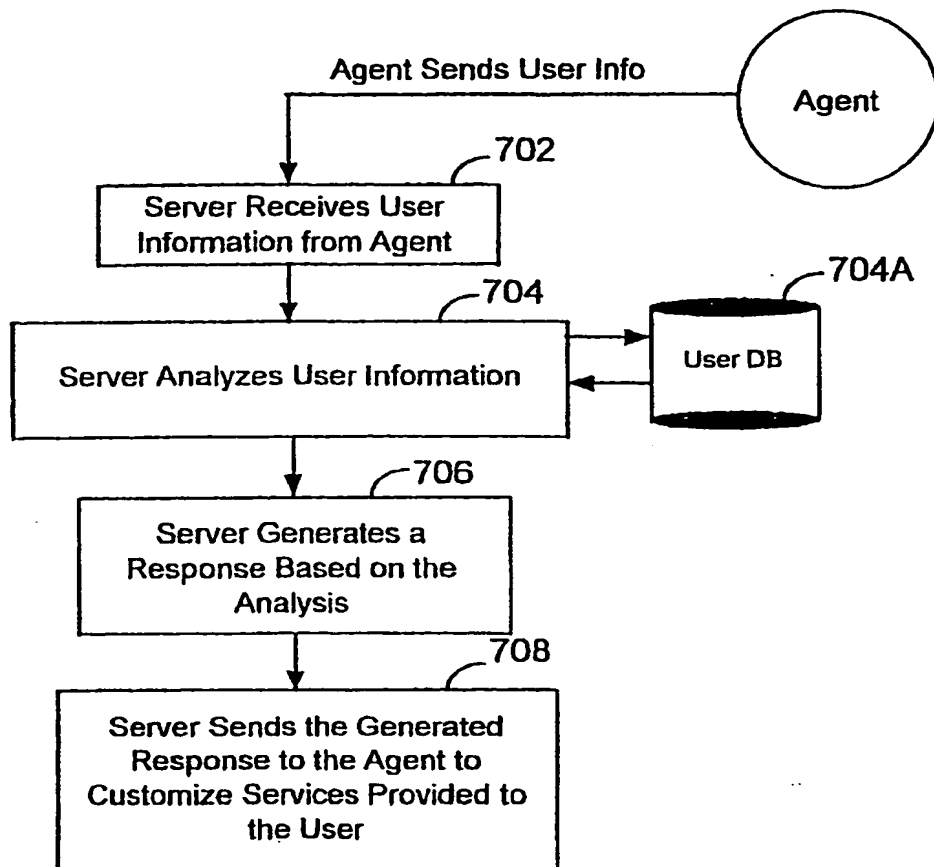 Agent Sends User Info
Agent
702
Server Receives User
Information from Agent
704
704A
Server Analyzes User Information
User DB
706
Server Generates a
Response Based on the
Analysis
708
Server Sends the Generated
Response to the Agent to
Customize Services Provided to
the User